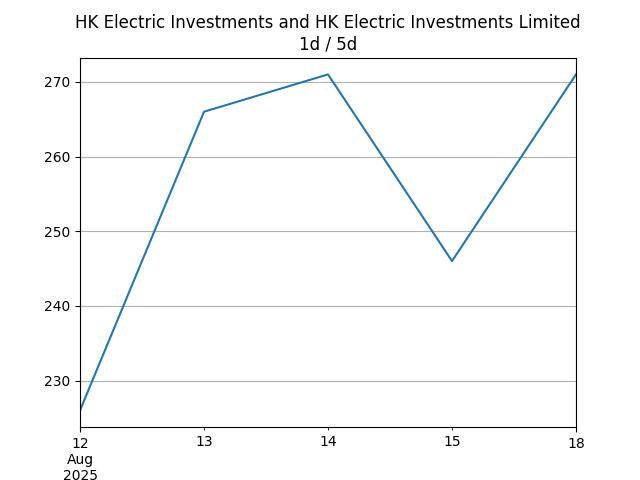 HK Electric Investments and HK Electric Investments Limited
1d / 5d
270
260
250
240
230
12 13 14 15 18
Aug
2025